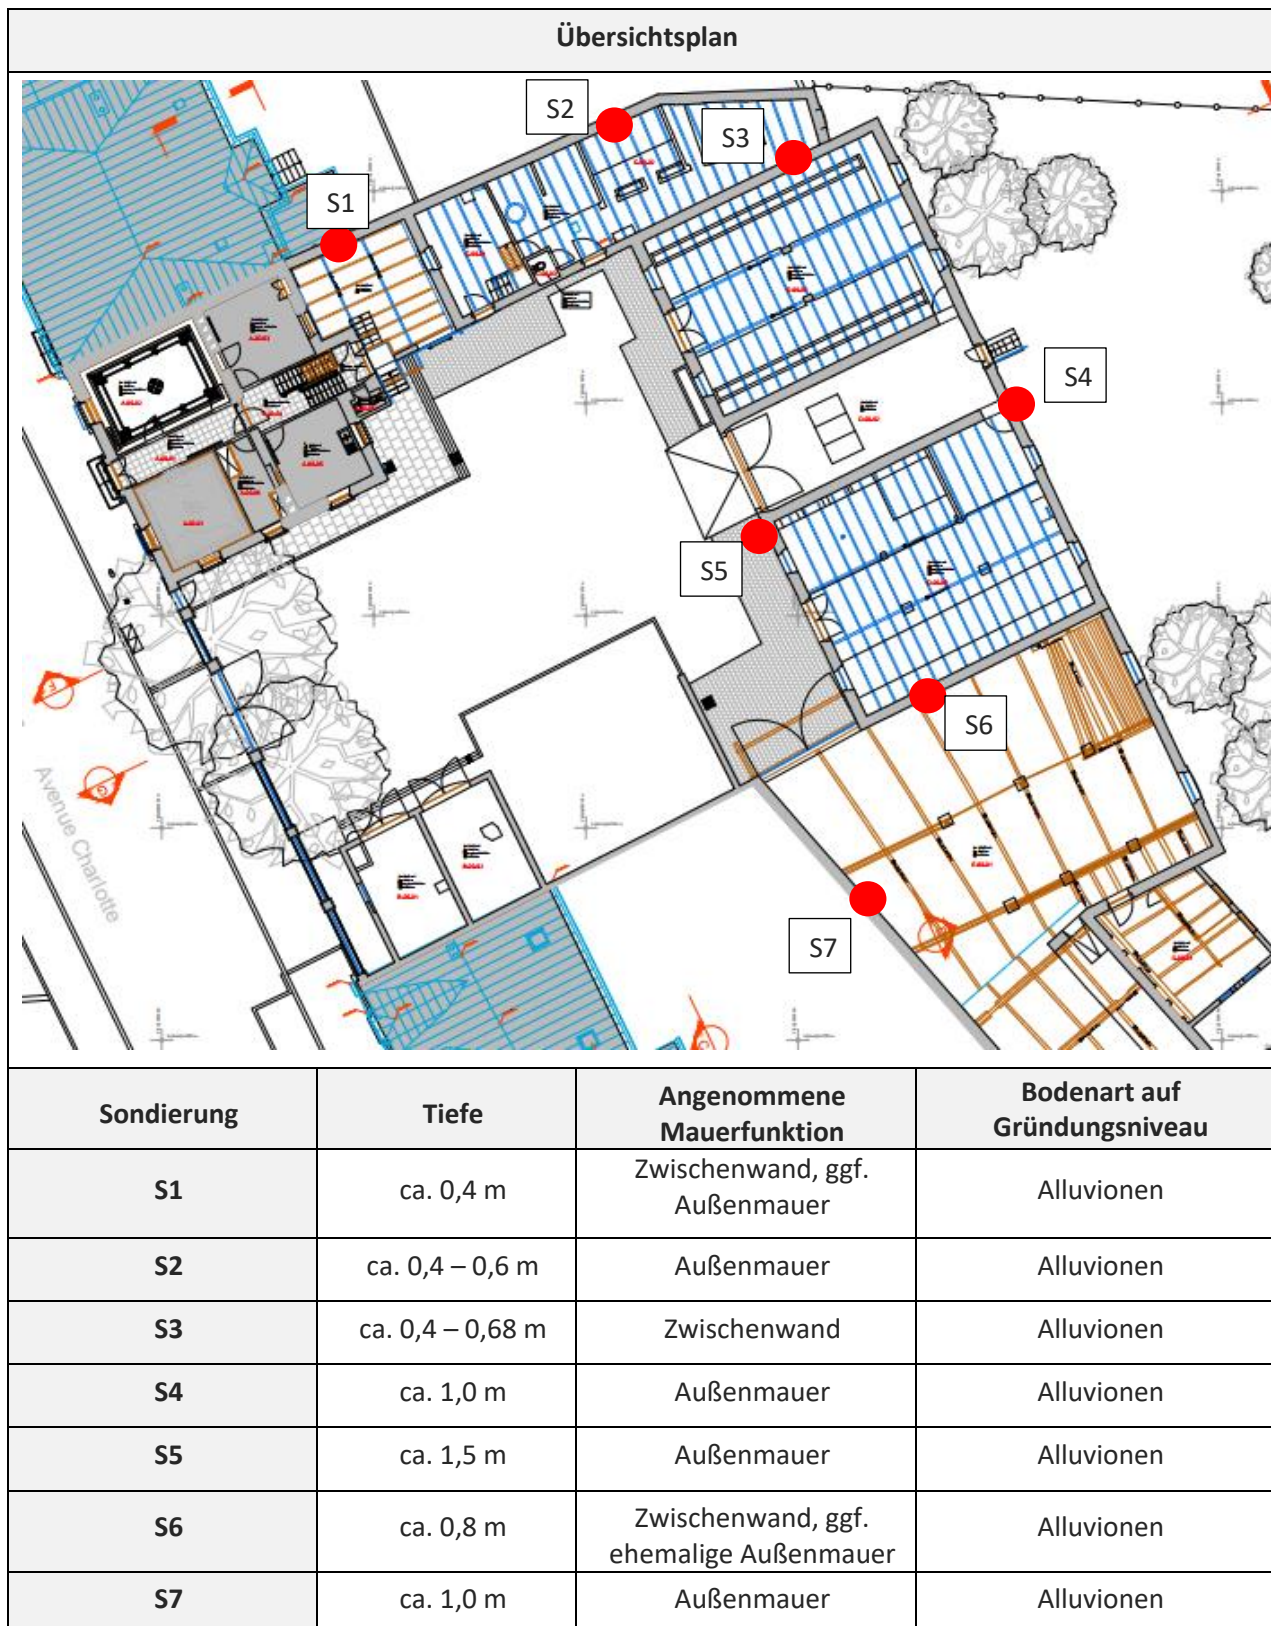 Übersichtsplan
S2
S3
S1
S4
S5
S6
S7
Avenue Charlotte
Sondierung
Tiefe
Angenommene
Mauerfunktion
Bodenart auf
Gründungsniveau
S1
ca. 0,4 m
Zwischenwand, ggf.
Außenmauer
Alluvionen
S2
ca. 0,4 – 0,6 m
Außenmauer
Alluvionen
S3
ca. 0,4 – 0,68 m
Zwischenwand
Alluvionen
S4
ca. 1,0 m
Außenmauer
Alluvionen
S5
ca. 1,5 m
Außenmauer
Alluvionen
S6
ca. 0,8 m
Zwischenwand, ggf.
ehemalige Außenmauer
Alluvionen
S7
ca. 1,0 m
Außenmauer
Alluvionen